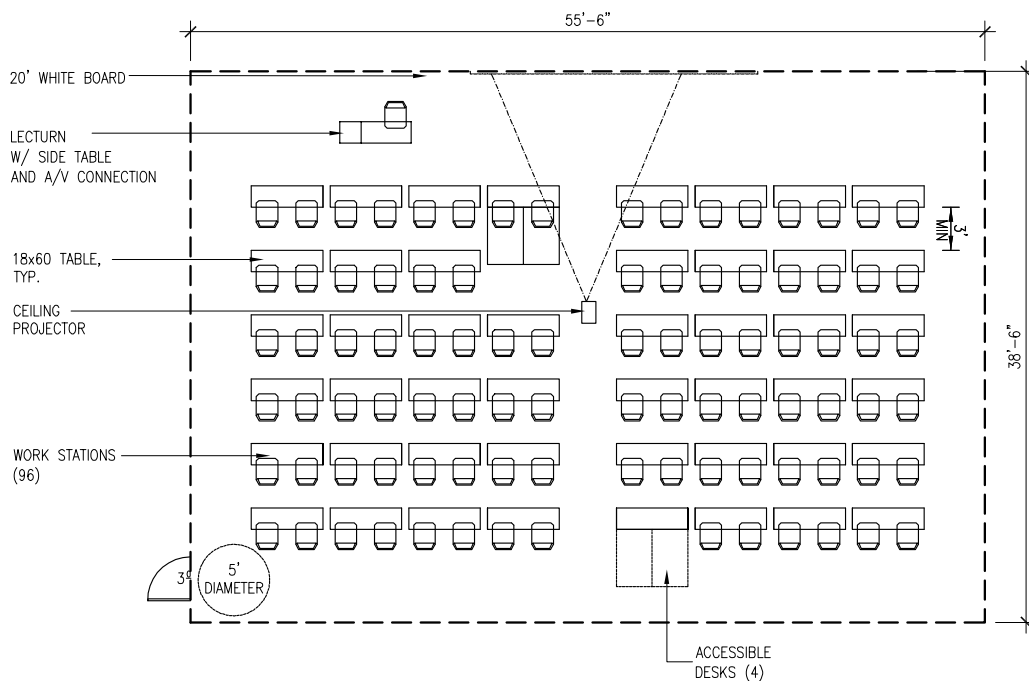 55'-6"
20' WHITE BOARD
LECTURN
W/ SIDE TABLE
AND A/V CONNECTION
3'
MIN
18x60 TABLE,
TYP.
CEILING
PROJECTOR
38'-6"
WORK STATIONS
(96)
3º
5'
DIAMETER
ACCESSIBLE
DESKS (4)